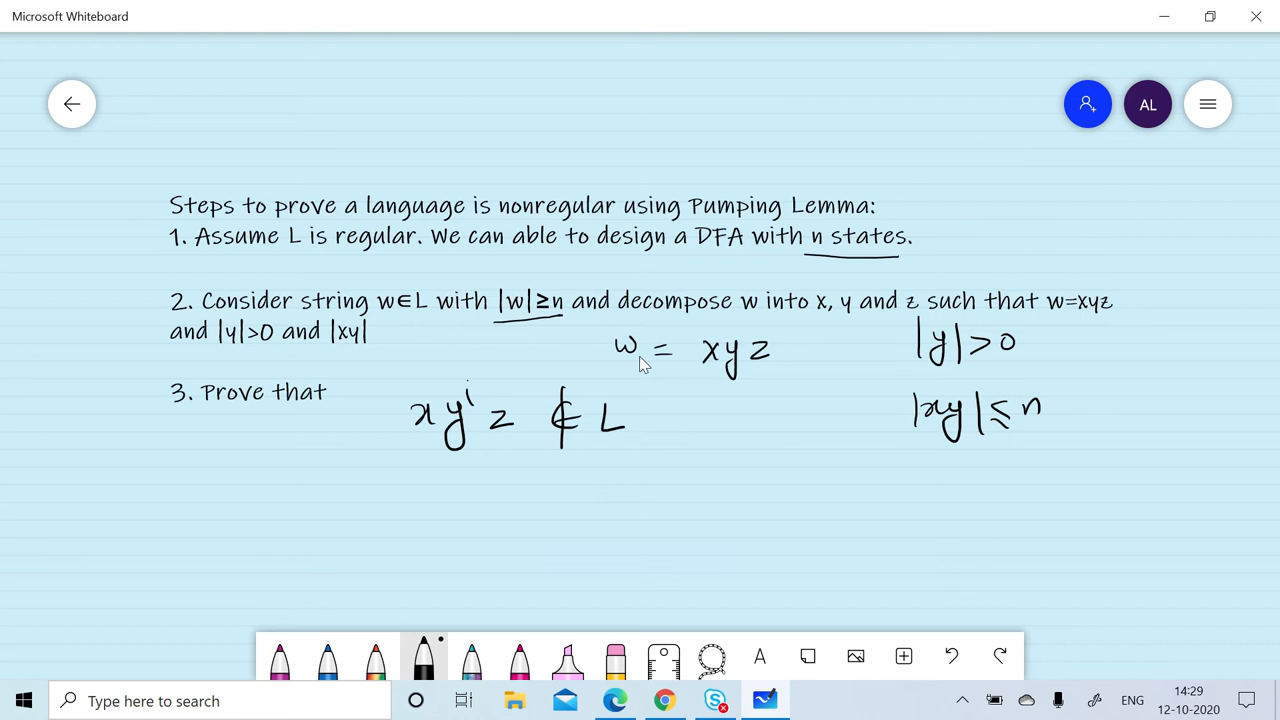 Microsoft Whiteboard
AL
Steps to prove a language is nonregular using Pumping Lemma:
1. Assume L is regular. We can able to design a DFA with n states.
2. Consider string w∈L with |w|≥n and decompose w into x, y and z such that w=xyz
and |y|>0 and |xy|
w = xyz
|y| > 0
3. Prove that
xyⁱz ∉ L
|xy| ≤ n
A
Type here to search
ENG
14:29
12-10-2020